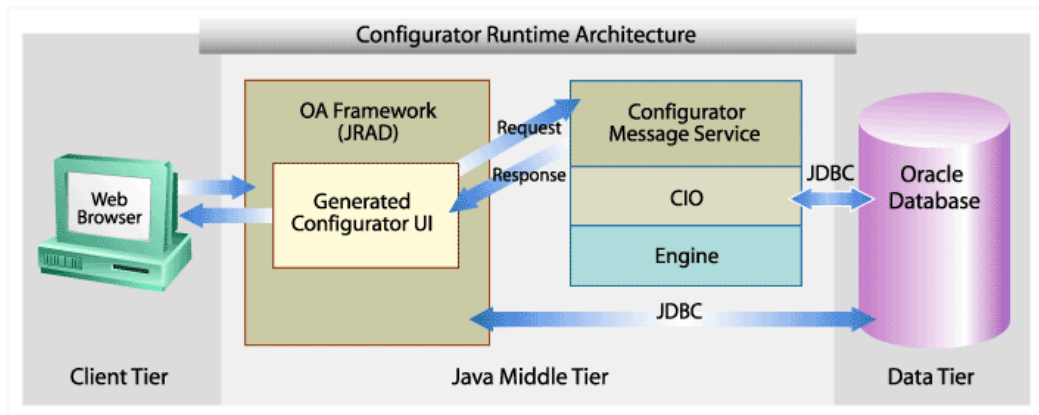 Configurator Runtime Architecture
OA Framework
(JRAD)
Request
Response
Configurator
Message Service
CIO
Engine
JDBC
Oracle
Database
Web
Browser
Generated
Configurator UI
JDBC
Client Tier
Java Middle Tier
Data Tier